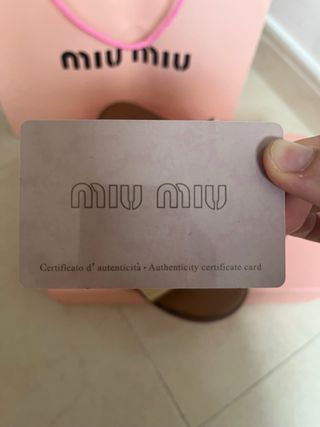 miu miu
miu miu
Certificato d' autenticità • Authenticity certificate card